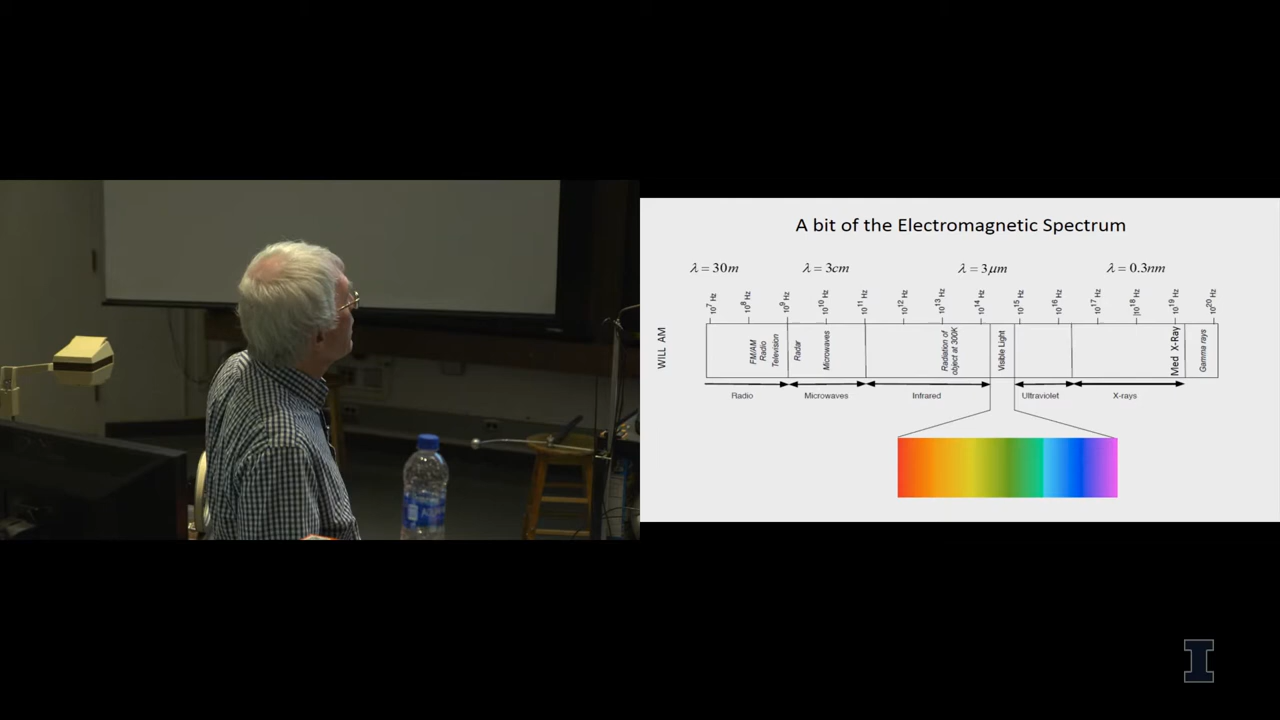 A bit of the Electromagnetic Spectrum
λ = 30m λ = 3cm λ = 3μm λ = 0.3nm
10⁷ Hz 10⁸ Hz 10⁹ Hz 10¹⁰ Hz 10¹¹ Hz 10¹² Hz 10¹³ Hz 10¹⁴ Hz 10¹⁵ Hz 10¹⁶ Hz 10¹⁷ Hz 10¹⁸ Hz 10¹⁹ Hz 10²⁰ Hz
WILL AM
FM/AM
Radio
Television
Radar
Microwaves
Radiation of
object at 300K
Visible Light
Med X-Ray
Gamma rays
Radio Microwaves Infrared Ultraviolet X-rays
I